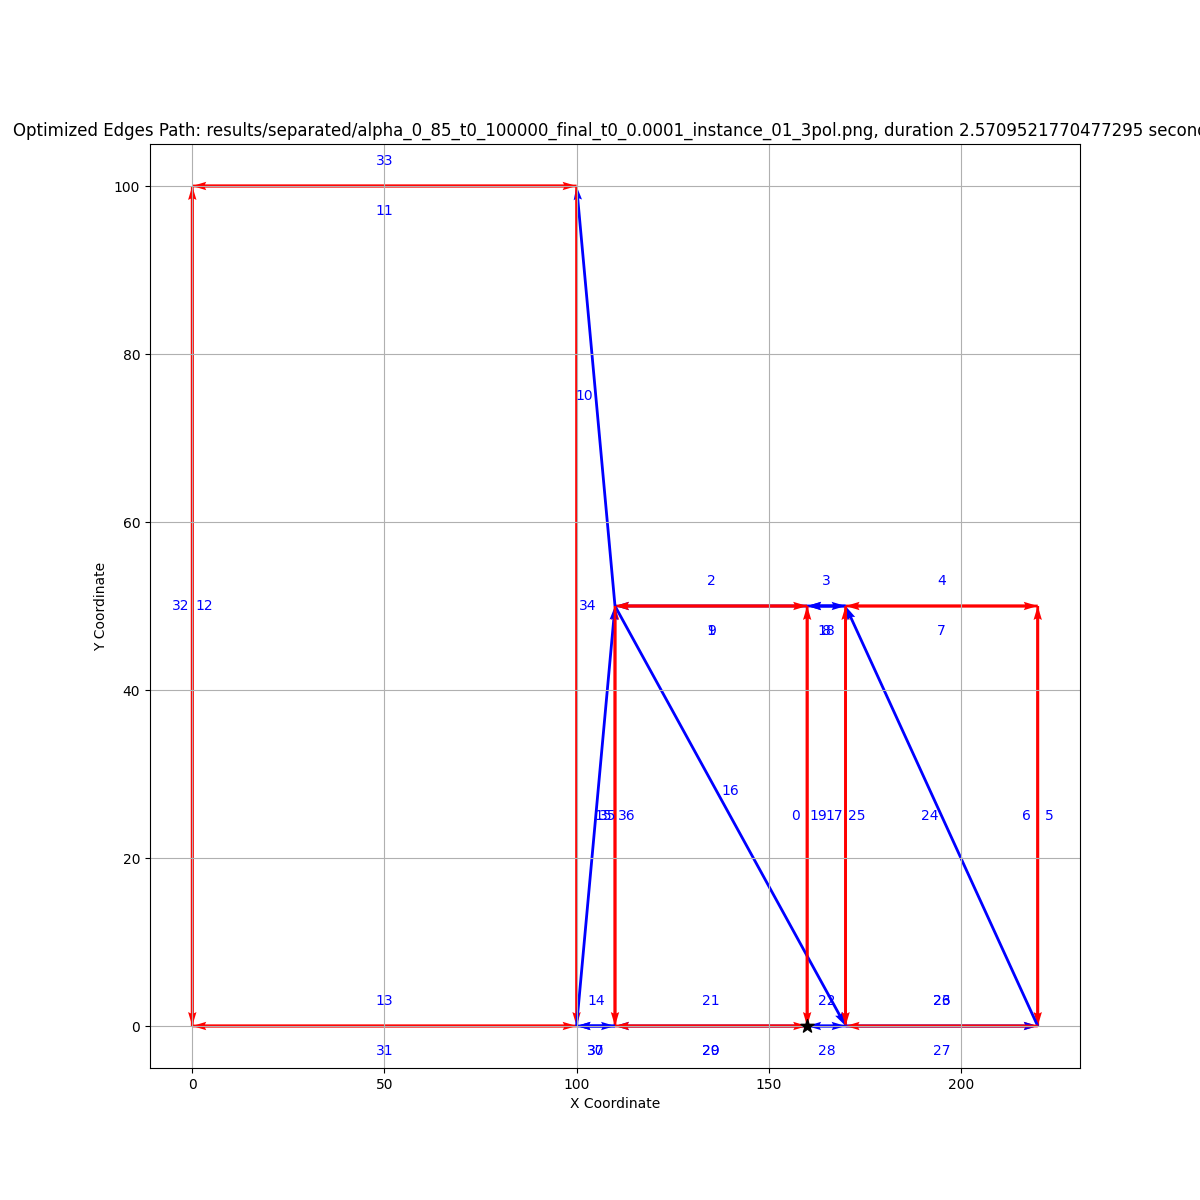 Optimized Edges Path: results/separated/alpha_0_85_t0_100000_final_t0_0.0001_instance_01_3pol.png, duration 2.5709521770477295
33
100
11
80
10
60
2 3 4
32 12 34
9 7
Y Coordinate
40
16
36 0 19 17 25 24 6 5
20
13 14 21 22
0
31 28 27
0 50 100 150 200
X Coordinate